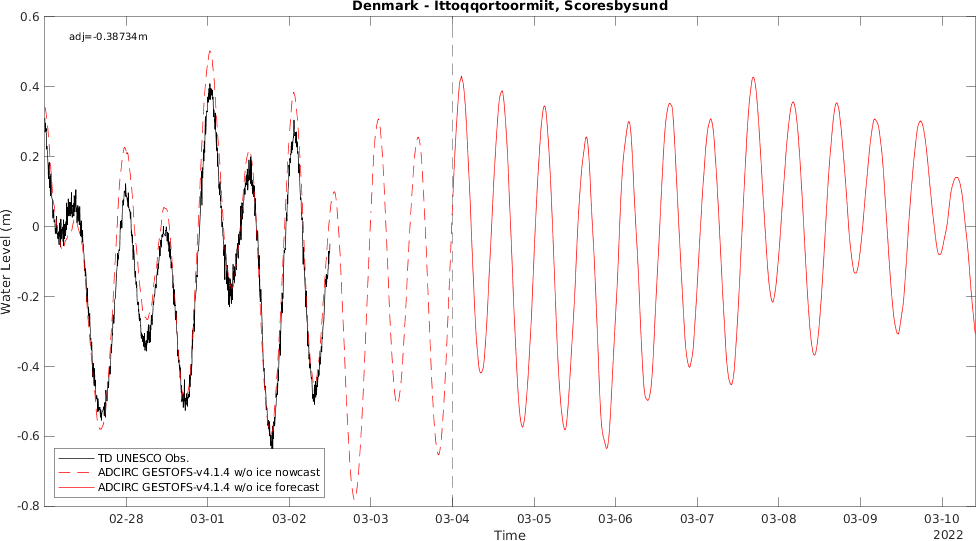 Denmark - Ittoqqortoormiit, Scoresbysund
adj=-0.38734m
0.6
0.4
0.2
0
-0.2
-0.4
-0.6
-0.8
Water Level (m)
TD UNESCO Obs.
ADCIRC GESTOFS-v4.1.4 w/o ice nowcast
ADCIRC GESTOFS-v4.1.4 w/o ice forecast
02-28 03-01 03-02 03-03 03-04 03-05 03-06 03-07 03-08 03-09 03-10
Time
2022